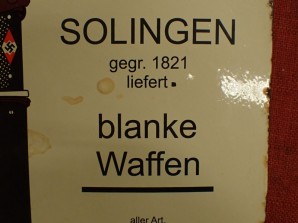 SOLINGEN
gegr. 1821
liefert
blanke
Waffen
aller Art.